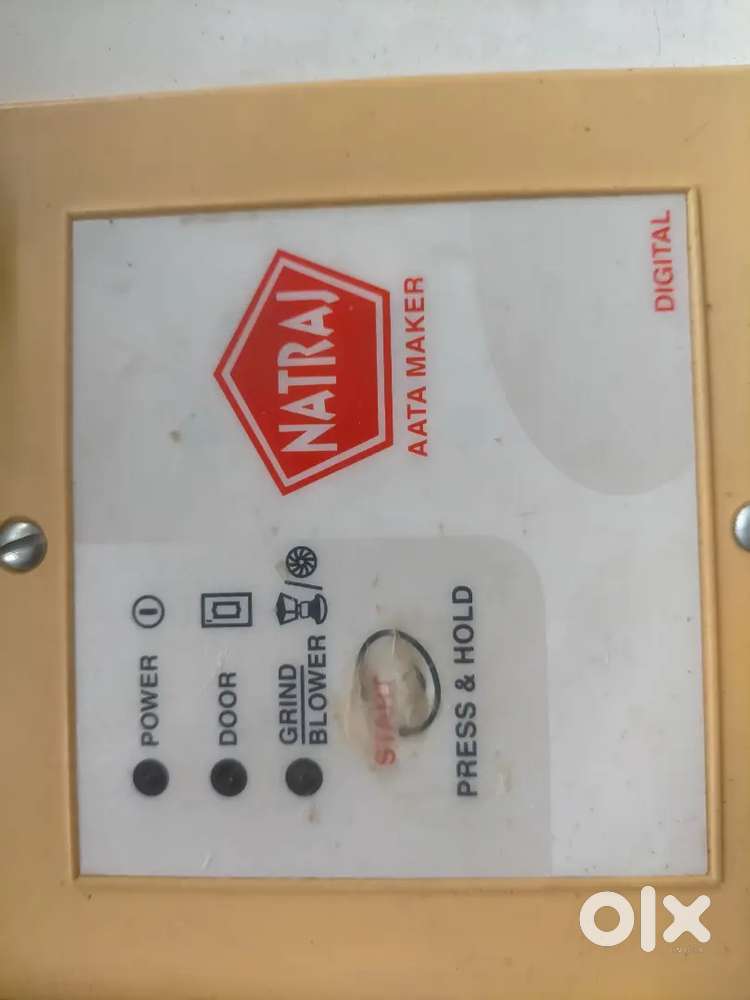 NATRAJ
AATA MAKER
DIGITAL
POWER
DOOR
GRIND
BLOWER
START
PRESS & HOLD
olx